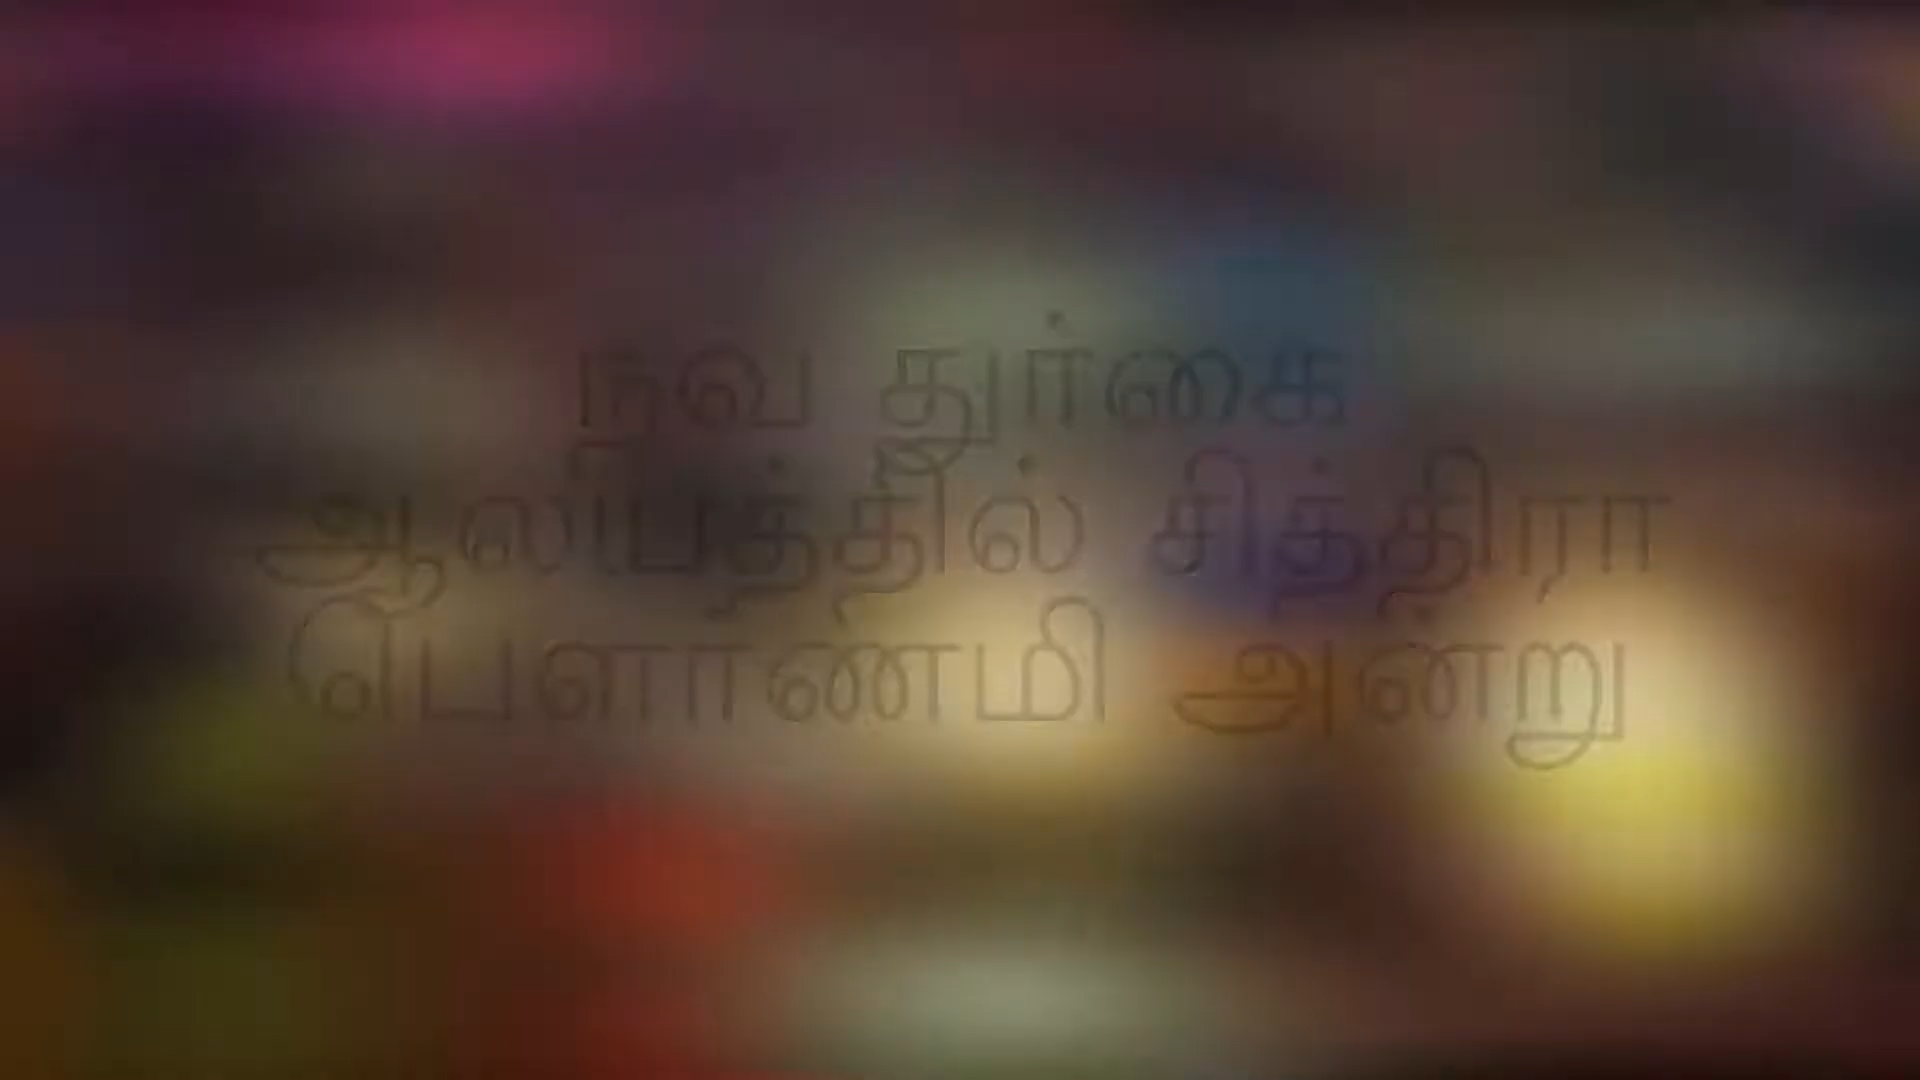 நவ துர்கை
ஆலயத்தில் சித்திரா
பௌர்ணமி அன்று